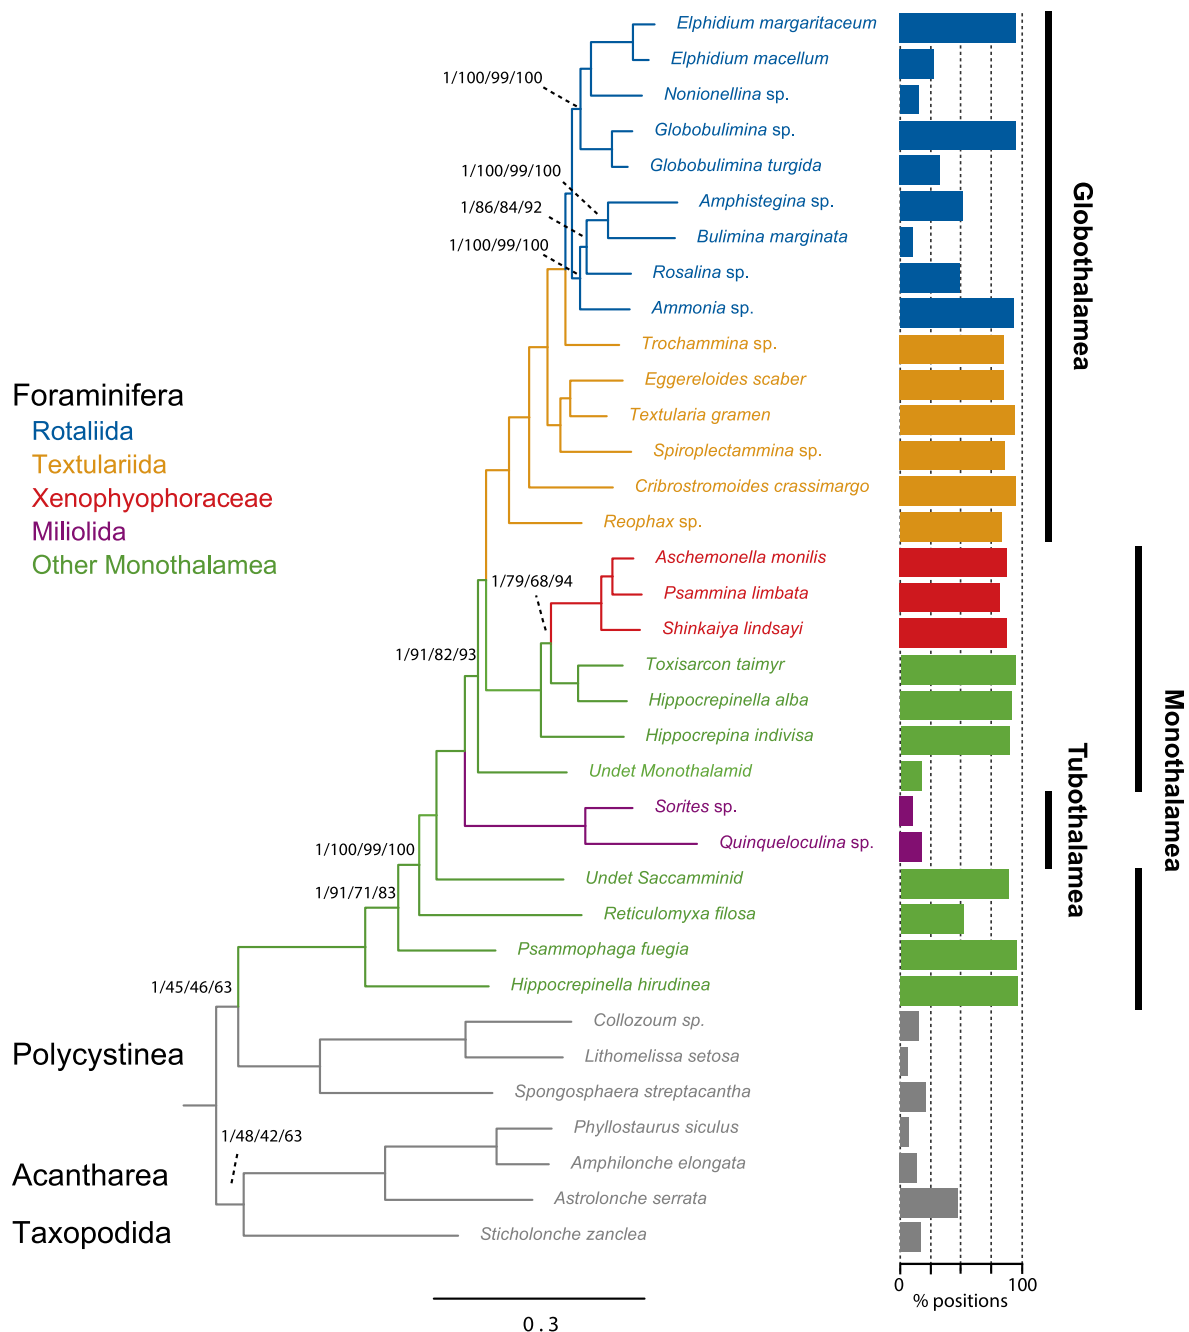 Elphidium margaritaceum
Elphidium macellum
1/100/99/100
Nonionellina sp.
Globobulimina sp.
Globobulimina turgida
1/100/99/100
Amphistegina sp.
1/86/84/92
Bulimina marginata
1/100/99/100
Rosalina sp.
Ammonia sp.
Trochammina sp.
Eggereloides scaber
Textularia gramen
Spiroplectammina sp.
Cribrostromoides crassimargo
Reophax sp.
Globothalamea
Foraminifera
Rotaliida
Textulariida
Xenophyophoraceae
Miliolida
Other Monothalamea
Aschemonella monilis
1/79/68/94
Psammina limbata
Shinkaiya lindsayi
1/91/82/93
Toxisarcon taimyr
Hippocrepinella alba
Hippocrepina indivisa
Undet Monothalamid
Sorites sp.
Quinqueloculina sp.
Tubothalamea
Monothalamea
1/100/99/100
Undet Saccamminid
1/91/71/83
Reticulomyxa filosa
Psammophaga fuegia
1/45/46/63
Hippocrepinella hirudinea
Collozoum sp.
Polycystinea
Lithomelissa setosa
Spongosphaera streptacantha
1/48/42/63
Phyllostaurus siculus
Acantharea
Amphilonche elongata
Astrolonche serrata
Taxopodida
Sticholonche zanclea
0 100
% positions
0.3